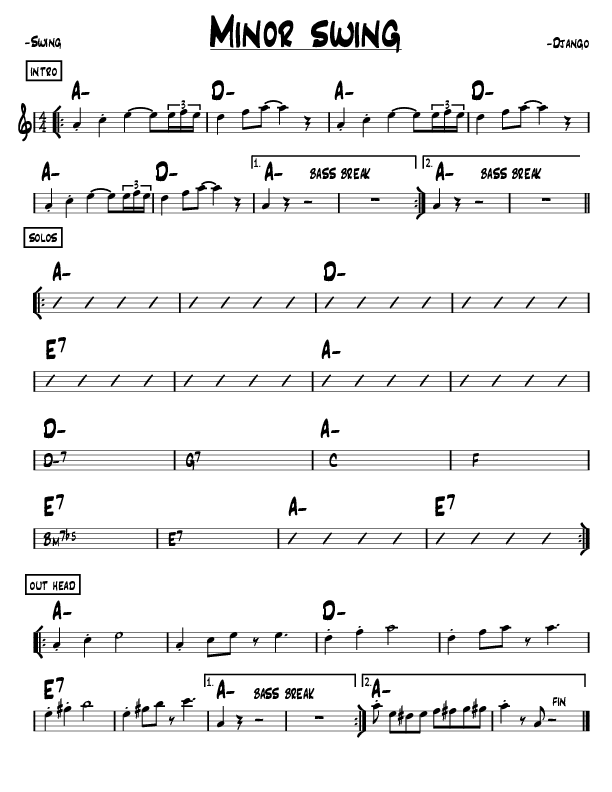 Minor swing
-Swing
-Django
intro
A- D- A- D-
3 3
4 4
A- D- 1. A- bass break 2. A- bass break
3
solos
A- D-
E7 A-
D- A-
D-7 G7 C F
E7 A- E7
Bm7b5 E7
out head
A- D-
E7 1. A- bass break 2. A-
fin